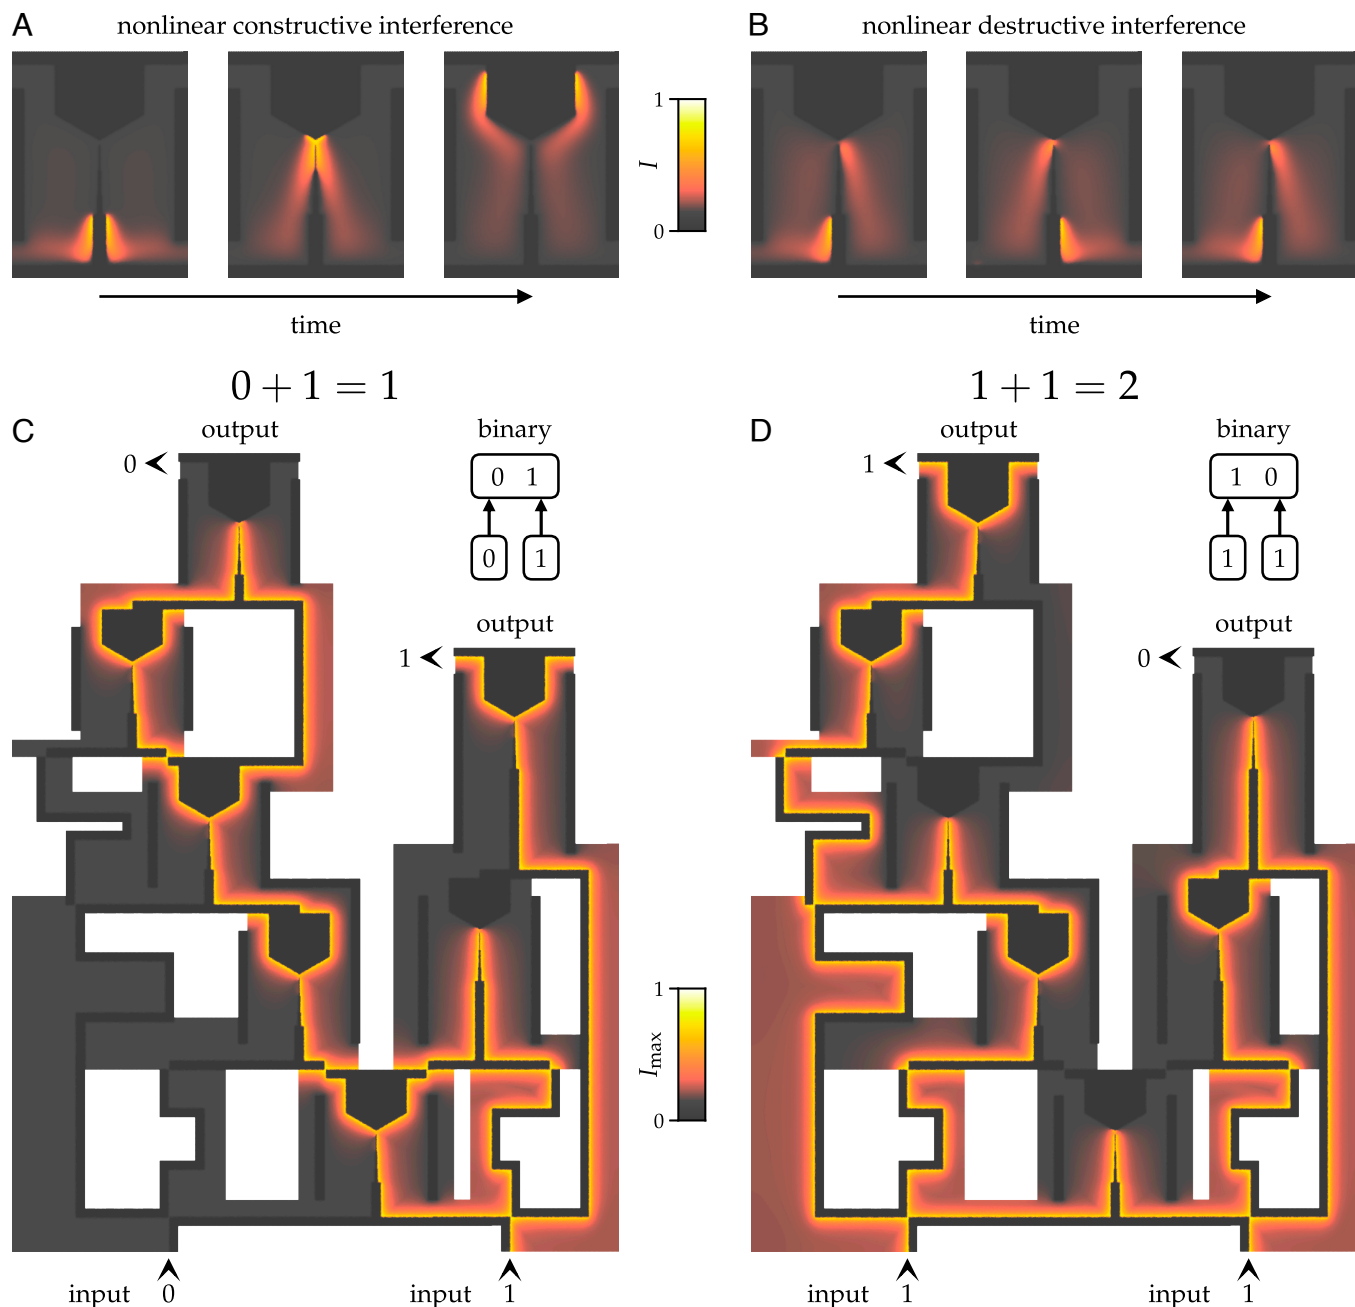 A
nonlinear constructive interference
1
I
0
time
B
nonlinear destructive interference
time
0 + 1 = 1
C
output
0
binary
0 1
0 1
output
1
1
I_max
0
input 0
input 1
1 + 1 = 2
D
output
1
binary
1 0
1 1
output
0
input 1
input 1